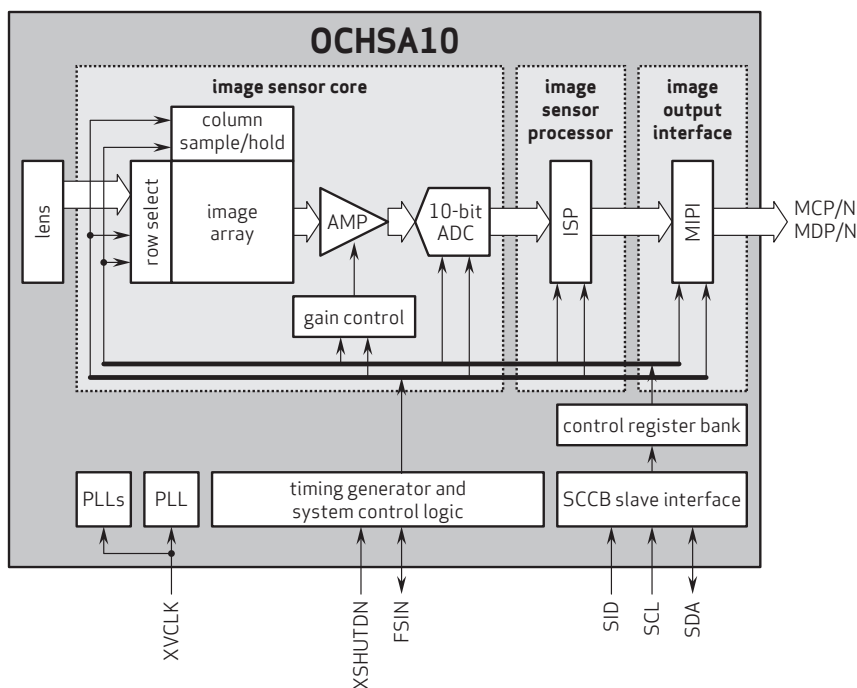 OCHSA10
image sensor core
image
sensor
processor
image
output
interface
column
sample/hold
lens
row select
image
array
AMP
10-bit
ADC
ISP
MIPI
MCP/N
MDP/N
gain control
control register bank
PLLs
PLL
timing generator and
system control logic
SCCB slave interface
XVCLK
XSHUTDN
FSIN
SID
SCL
SDA